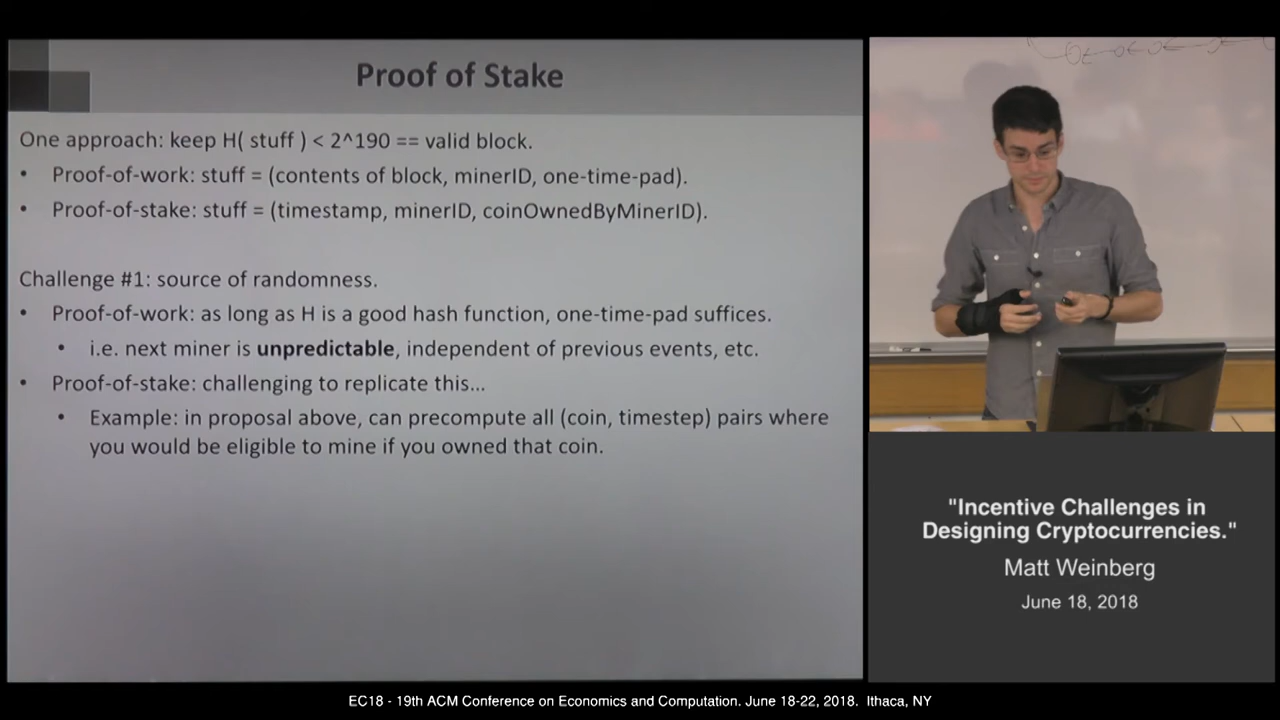 Proof of Stake
One approach: keep H( stuff ) < 2^190 == valid block.
• Proof-of-work: stuff = (contents of block, minerID, one-time-pad).
• Proof-of-stake: stuff = (timestamp, minerID, coinOwnedByMinerID).
Challenge #1: source of randomness.
• Proof-of-work: as long as H is a good hash function, one-time-pad suffices.
• i.e. next miner is unpredictable, independent of previous events, etc.
• Proof-of-stake: challenging to replicate this...
• Example: in proposal above, can precompute all (coin, timestep) pairs where
you would be eligible to mine if you owned that coin.
"Incentive Challenges in
Designing Cryptocurrencies."
Matt Weinberg
June 18, 2018
EC18 - 19th ACM Conference on Economics and Computation. June 18-22, 2018. Ithaca, NY